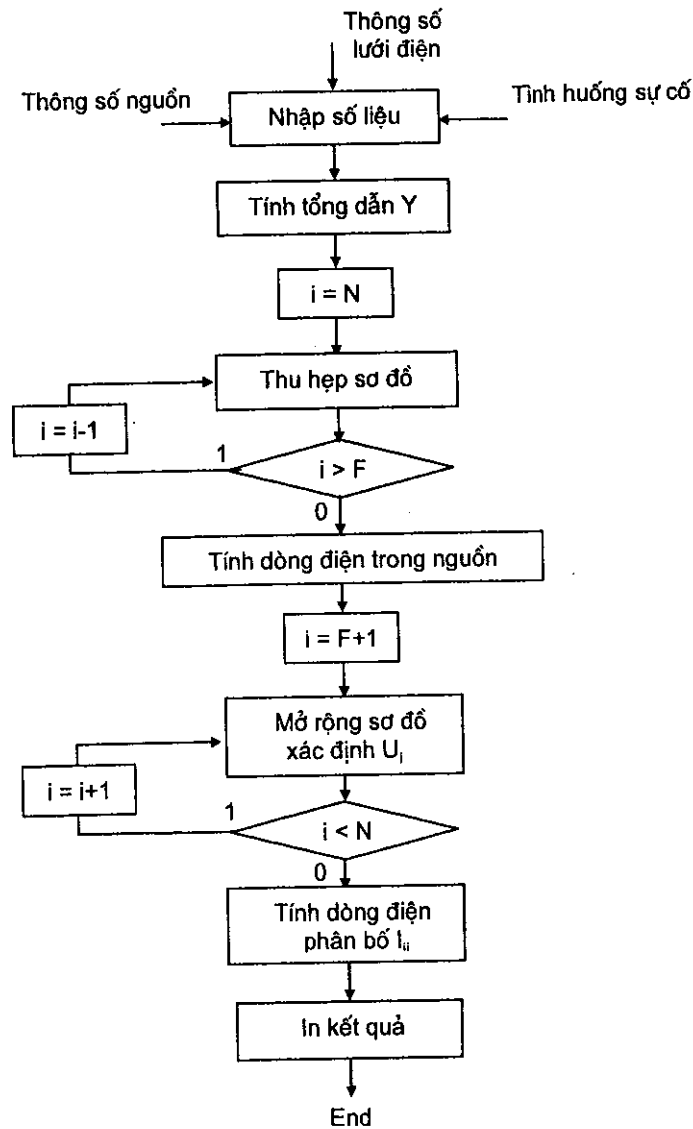 Thông số
lưới điện
Thông số nguồn
Tình huống sự cố
Nhập số liệu
Tính tổng dẫn Y
i = N
Thu hẹp sơ đồ
i = i-1
1
i > F
0
Tính dòng điện trong nguồn
i = F+1
Mở rộng sơ đồ
xác định Uᵢ
i = i+1
1
i < N
0
Tính dòng điện
phân bố Iᵢᵢ
In kết quả
End